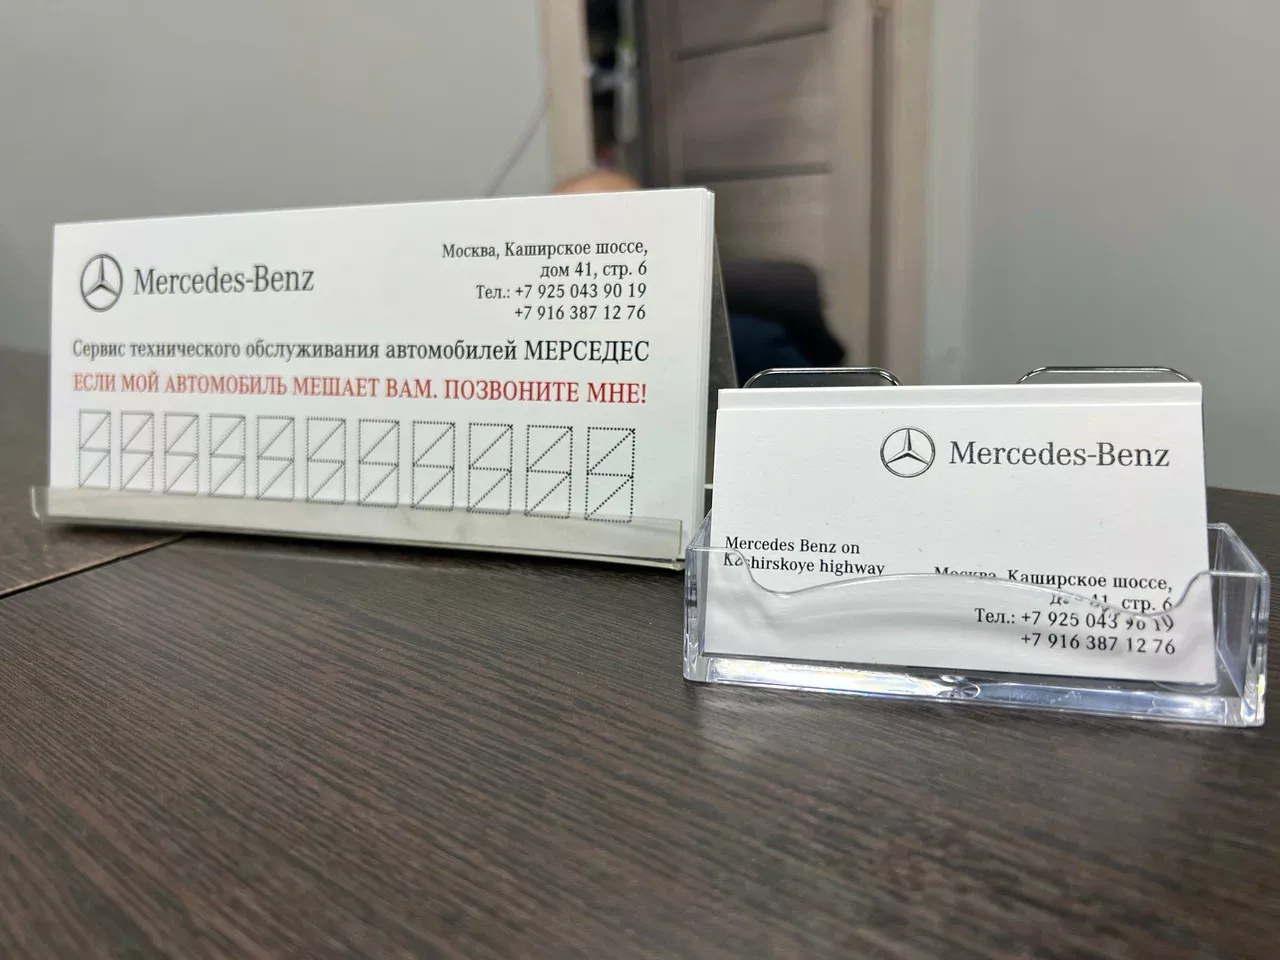 Mercedes-Benz
Москва, Каширское шоссе,
дом 41, стр. 6
Тел.: +7 925 043 90 19
+7 916 387 12 76
Сервис технического обслуживания автомобилей МЕРСЕДЕС
ЕСЛИ МОЙ АВТОМОБИЛЬ МЕШАЕТ ВАМ. ПОЗВОНИТЕ МНЕ!
Mercedes-Benz
Mercedes Benz on
Kashirskoye highway
Москва, Каширское шоссе,
41, стр. 6
Тел.: +7 925 043 90 19
+7 916 387 12 76